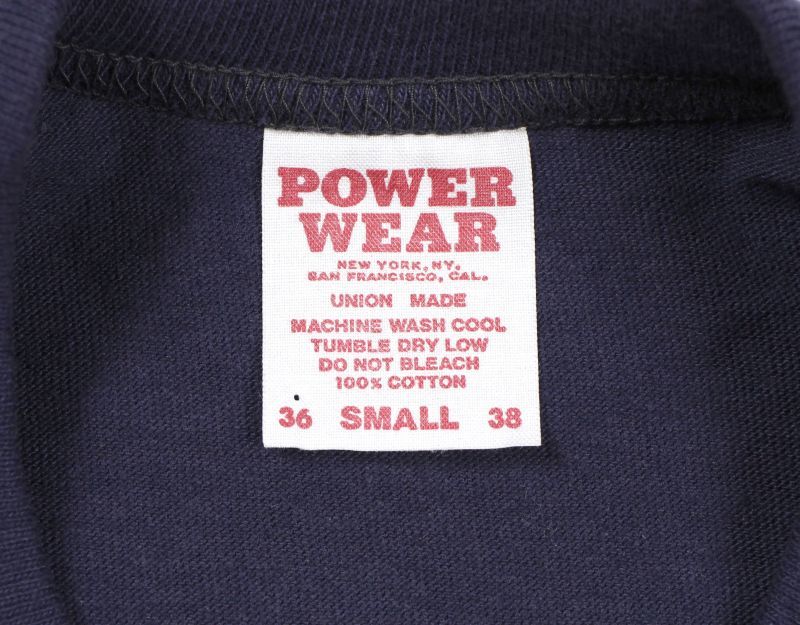 POWER
WEAR
NEW YORK, NY.
SAN FRANCISCO, CAL.
UNION MADE
MACHINE WASH COOL
TUMBLE DRY LOW
DO NOT BLEACH
100% COTTON
36 SMALL 38